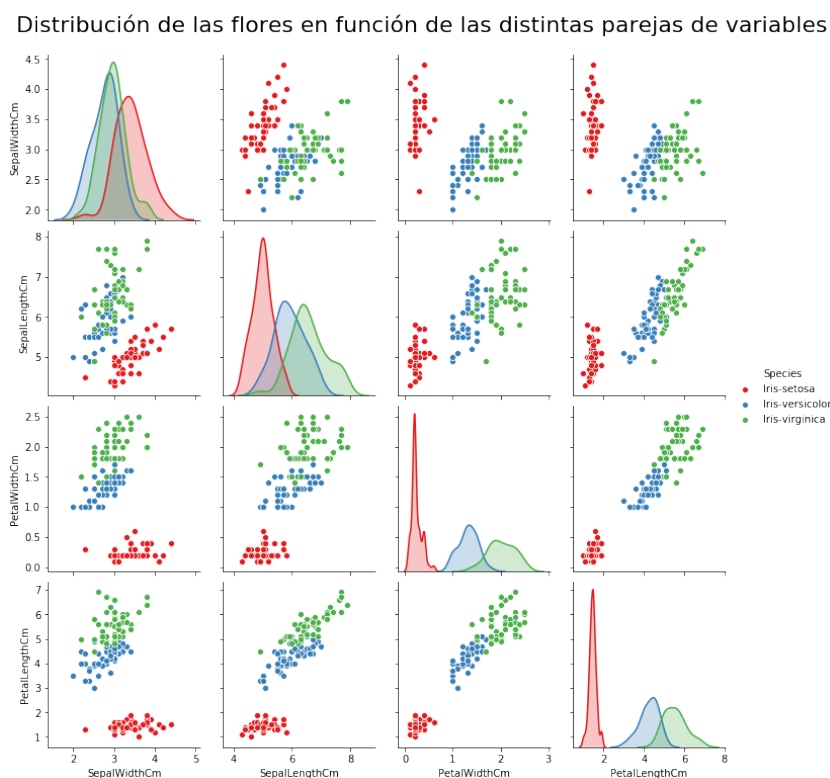 Distribución de las flores en función de las distintas parejas de variables
4.5
4.0
3.5
3.0
2.5
2.0
SepalWidthCm
8
7
6
5
SepalLengthCm
Species
Iris-setosa
Iris-versicolor
Iris-virginica
2.5
2.0
1.5
1.0
0.5
0.0
PetalWidthCm
7
6
5
4
3
2
1
PetalLengthCm
2 3 4 5
SepalWidthCm
4 6 8
SepalLengthCm
0 1 2 3
PetalWidthCm
2 4 6 8
PetalLengthCm